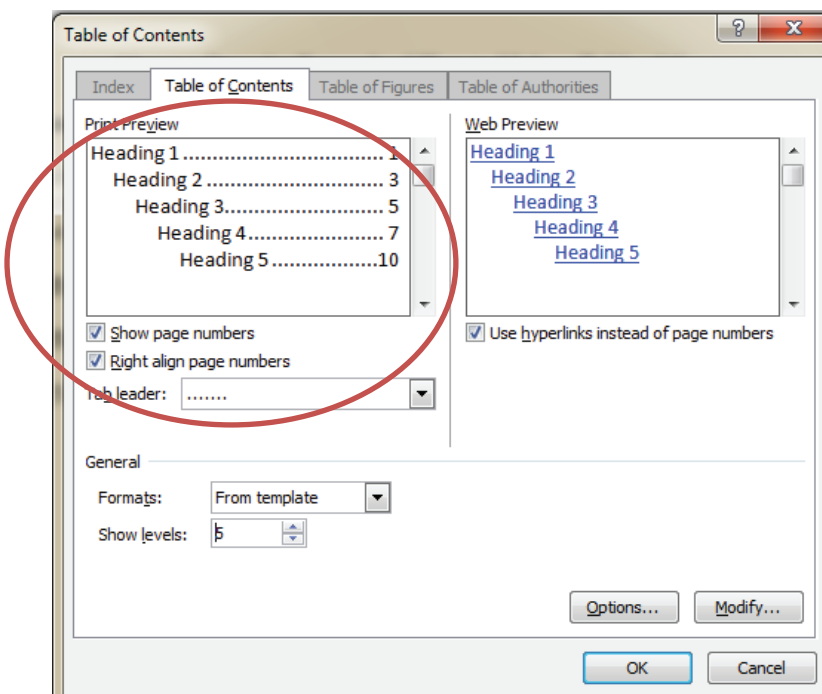 Table of Contents
?
x
Index
Table of Contents
Table of Figures
Table of Authorities
Print Preview
Heading 1 ................................ 1
Heading 2 ............................ 3
Heading 3......................... 5
Heading 4..................... 7
Heading 5 .................10
Show page numbers
Right align page numbers
Tab leader: .......
Web Preview
Heading 1
Heading 2
Heading 3
Heading 4
Heading 5
Use hyperlinks instead of page numbers
General
Formats: From template
Show levels: 5
Options...
Modify...
OK
Cancel